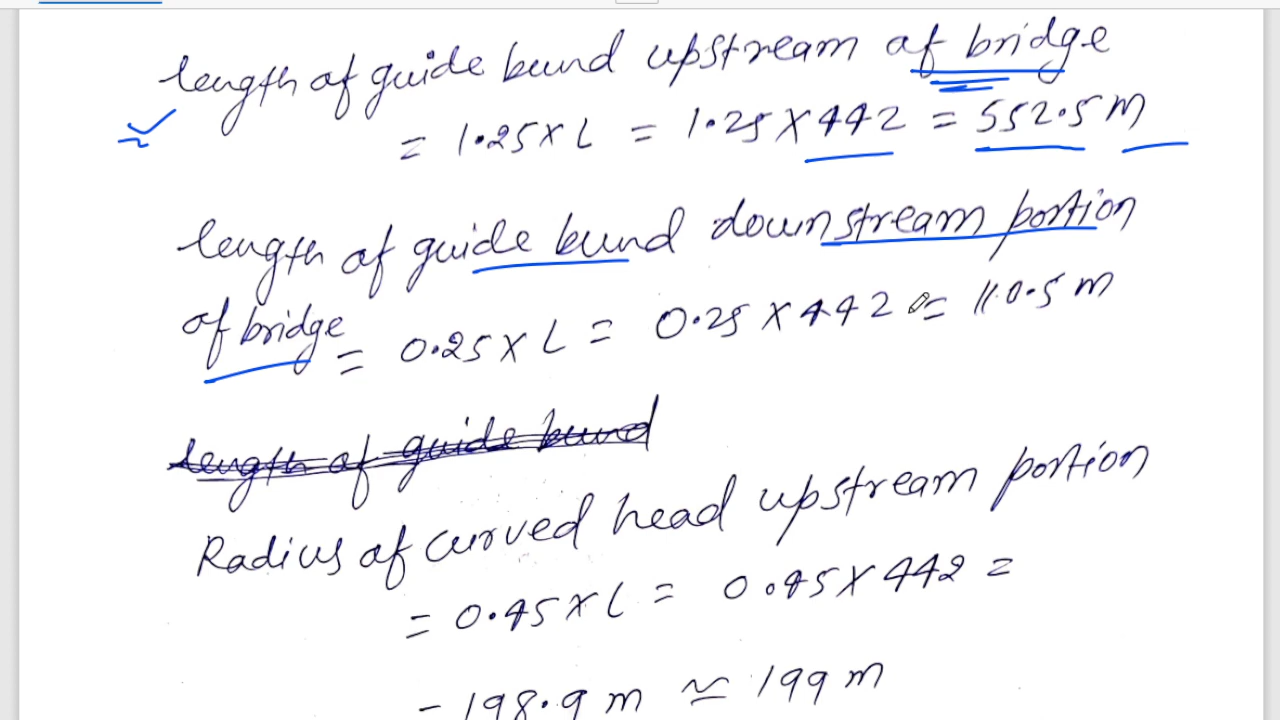 length of guide bund upstream of bridge
= 1.25 x L = 1.25 X 442 = 552.5 m
length of guide bund downstream portion
of bridge = 0.25 X L = 0.25 X 442 = 110.5 m
length of guide bund
Radius of curved head upstream portion
= 0.45 x L = 0.45 X 442 =
= 198.9 m ≃ 199 m